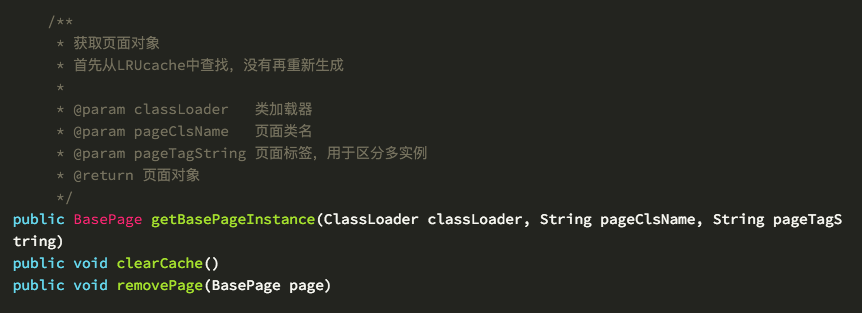 /**
 * 获取页面对象
 * 首先从LRUcache中查找，没有再重新生成
 *
 * @param classLoader   类加载器
 * @param pageClsName   页面类名
 * @param pageTagString 页面标签，用于区分多实例
 * @return 页面对象
 */
public BasePage getBasePageInstance(ClassLoader classLoader, String pageClsName, String pageTagS
tring)
public void clearCache()
public void removePage(BasePage page)